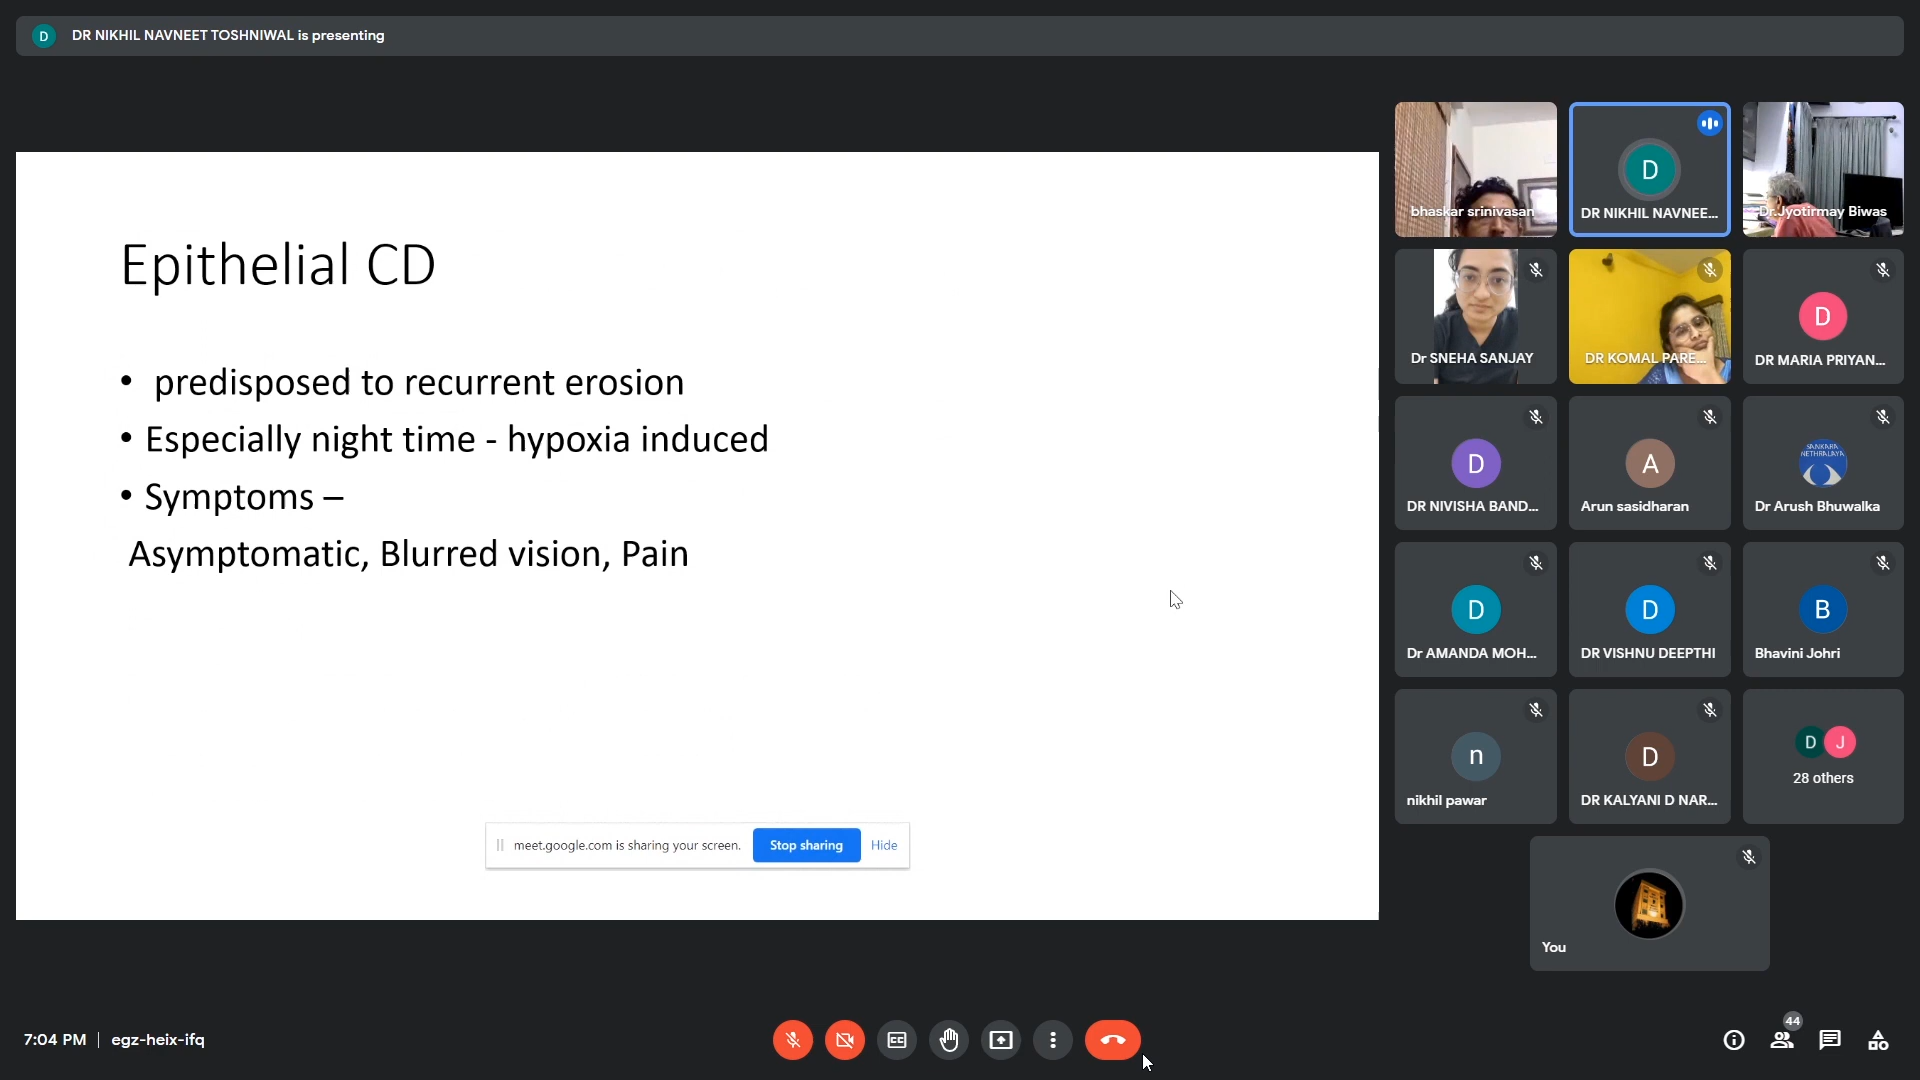 D DR NIKHIL NAVNEET TOSHNIWAL is presenting
Epithelial CD
• predisposed to recurrent erosion
• Especially night time - hypoxia induced
• Symptoms –
Asymptomatic, Blurred vision, Pain
meet.google.com is sharing your screen. Stop sharing Hide
bhaskar srinivasan
D
DR NIKHIL NAVNEE...
Dr.Jyotirmay Biwas
Dr SNEHA SANJAY
DR KOMAL PARE...
D
DR MARIA PRIYAN...
D
DR NIVISHA BAND...
A
Arun sasidharan
SANKARA
NETHRALAYA
Dr Arush Bhuwalka
D
Dr AMANDA MOH...
D
DR VISHNU DEEPTHI
B
Bhavini Johri
n
nikhil pawar
D
DR KALYANI D NAR...
D J
28 others
You
7:04 PM | egz-heix-ifq
44